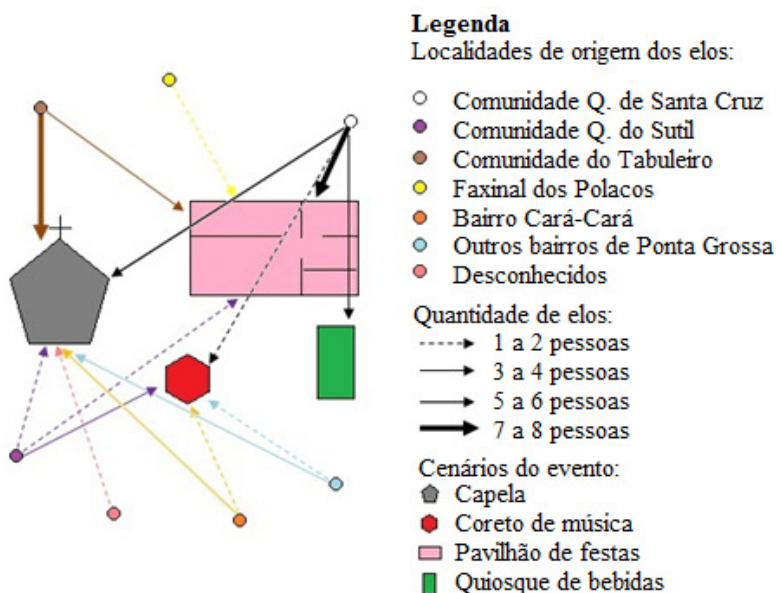 Legenda
Localidades de origem dos elos:
Comunidade Q. de Santa Cruz
Comunidade Q. do Sutil
Comunidade do Tabuleiro
Faxinal dos Polacos
Bairro Cará-Cará
Outros bairros de Ponta Grossa
Desconhecidos
Quantidade de elos:
1 a 2 pessoas
3 a 4 pessoas
5 a 6 pessoas
7 a 8 pessoas
Cenários do evento:
Capela
Coreto de música
Pavilhão de festas
Quiosque de bebidas